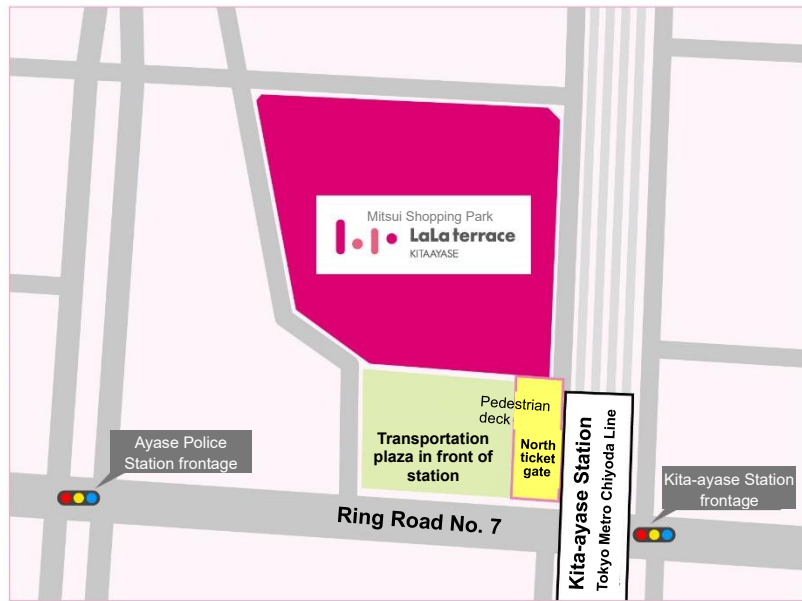 Mitsui Shopping Park
LaLa terrace
KITAAYASE
Pedestrian
deck
Transportation
plaza in front of
station
North
ticket
gate
Kita-ayase Station
Tokyo Metro Chiyoda Line
Ayase Police
Station frontage
Kita-ayase Station
frontage
Ring Road No. 7